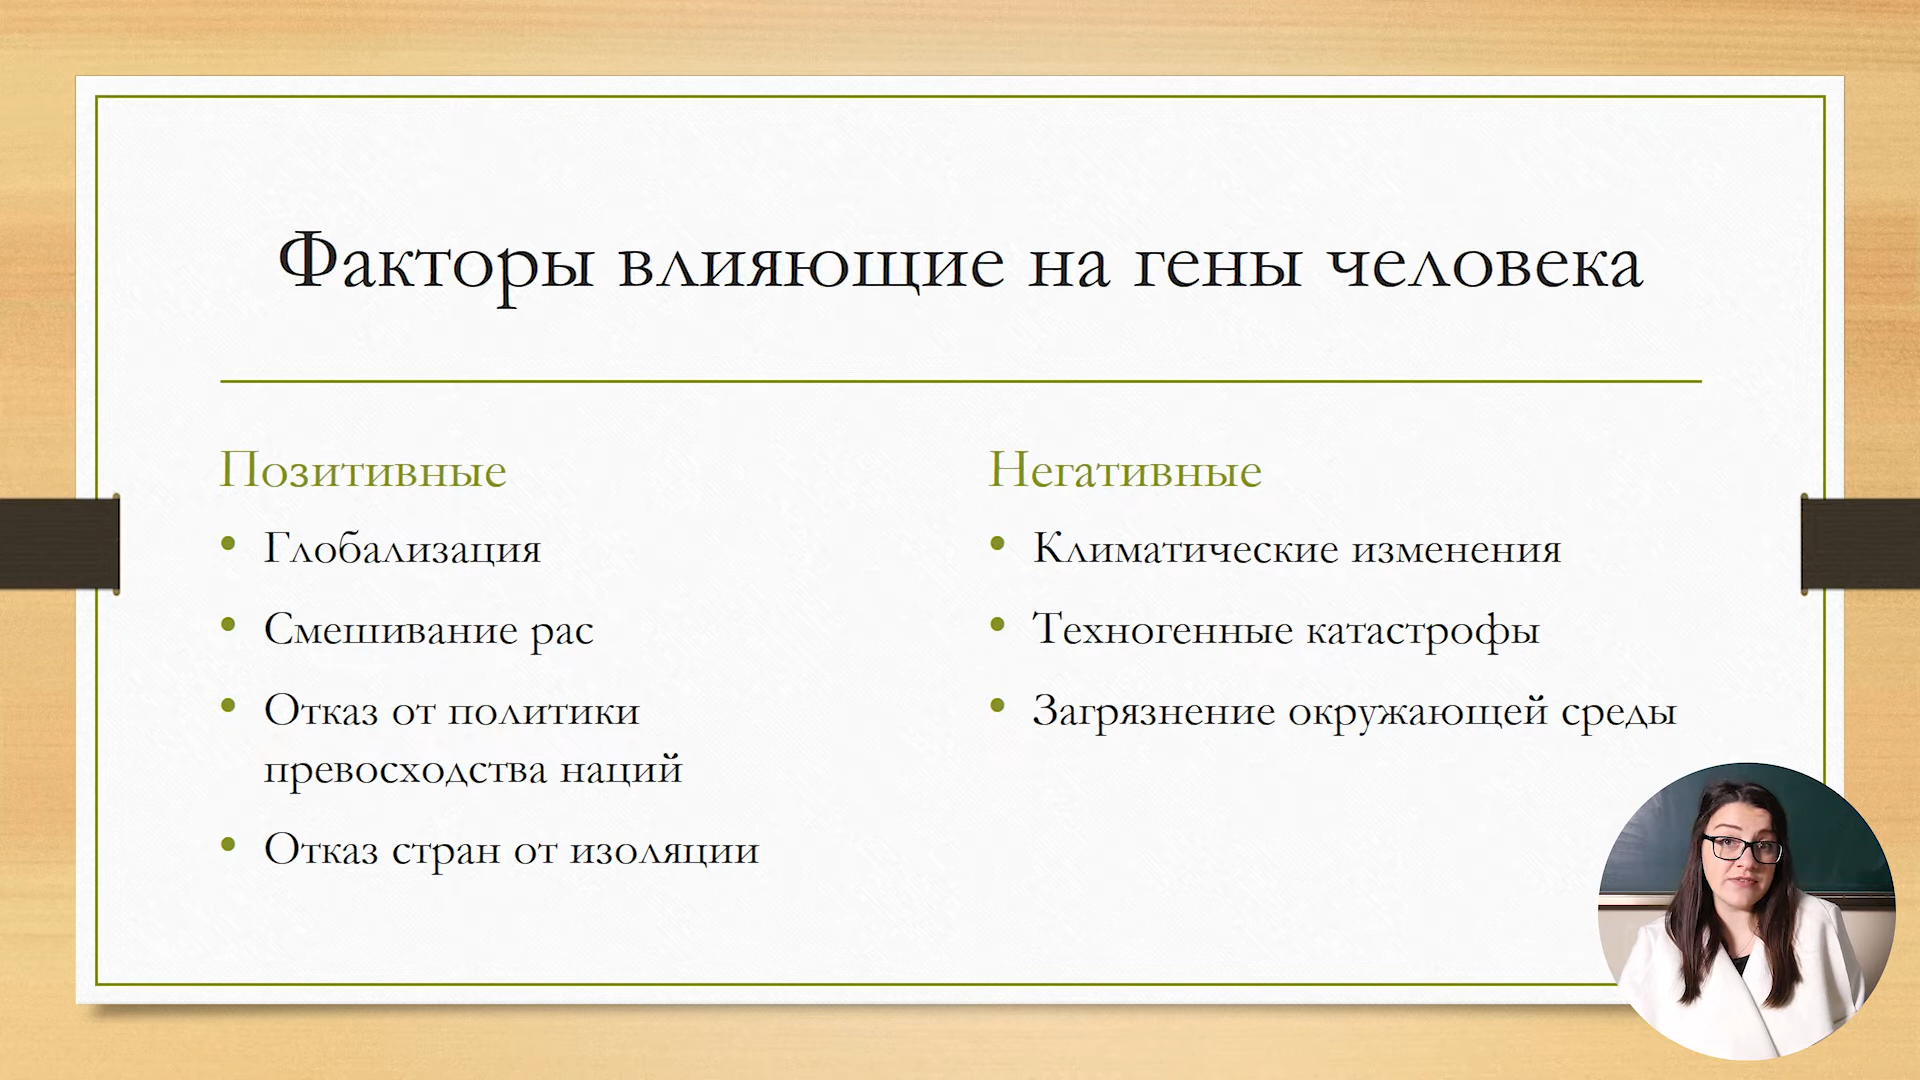 Факторы влияющие на гены человека
Позитивные
• Глобализация
• Смешивание рас
• Отказ от политики
превосходства наций
• Отказ стран от изоляции
Негативные
• Климатические изменения
• Техногенные катастрофы
• Загрязнение окружающей среды